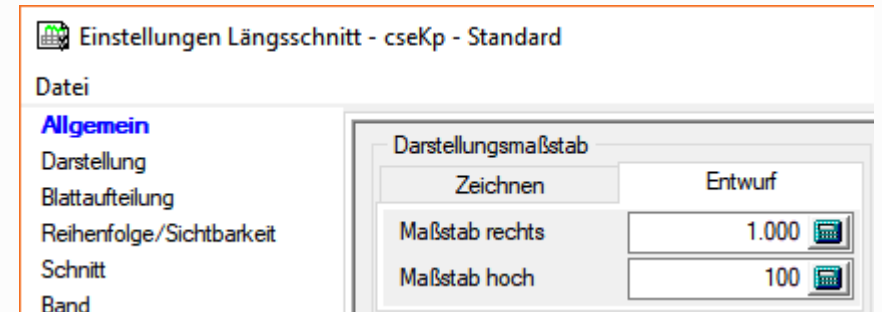 Einstellungen Längsschnitt - cseKp - Standard
Datei
Allgemein
Darstellung
Blattaufteilung
Reihenfolge/Sichtbarkeit
Schnitt
Band
Darstellungsmaßstab
Zeichnen Entwurf
Maßstab rechts 1.000
Maßstab hoch 100